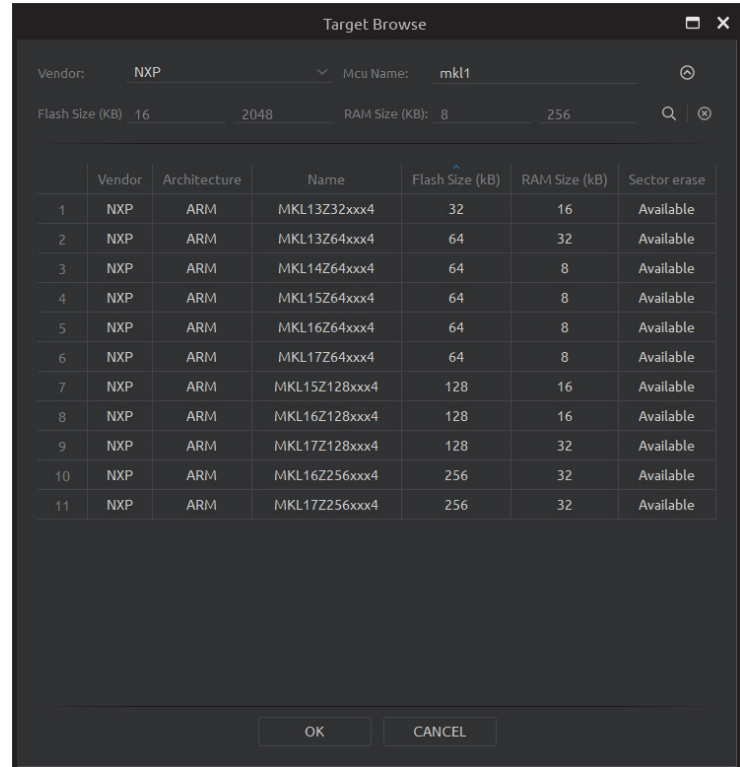 Target Browse
Vendor: NXP Mcu Name: mkl1
Flash Size (KB) 16 2048 RAM Size (KB): 8 256
Vendor Architecture Name Flash Size (kB) RAM Size (kB) Sector erase
1 NXP ARM MKL13Z32xxx4 32 16 Available
2 NXP ARM MKL13Z64xxx4 64 32 Available
3 NXP ARM MKL14Z64xxx4 64 8 Available
4 NXP ARM MKL15Z64xxx4 64 8 Available
5 NXP ARM MKL16Z64xxx4 64 8 Available
6 NXP ARM MKL17Z64xxx4 64 8 Available
7 NXP ARM MKL15Z128xxx4 128 16 Available
8 NXP ARM MKL16Z128xxx4 128 16 Available
9 NXP ARM MKL17Z128xxx4 128 32 Available
10 NXP ARM MKL16Z256xxx4 256 32 Available
11 NXP ARM MKL17Z256xxx4 256 32 Available
OK CANCEL